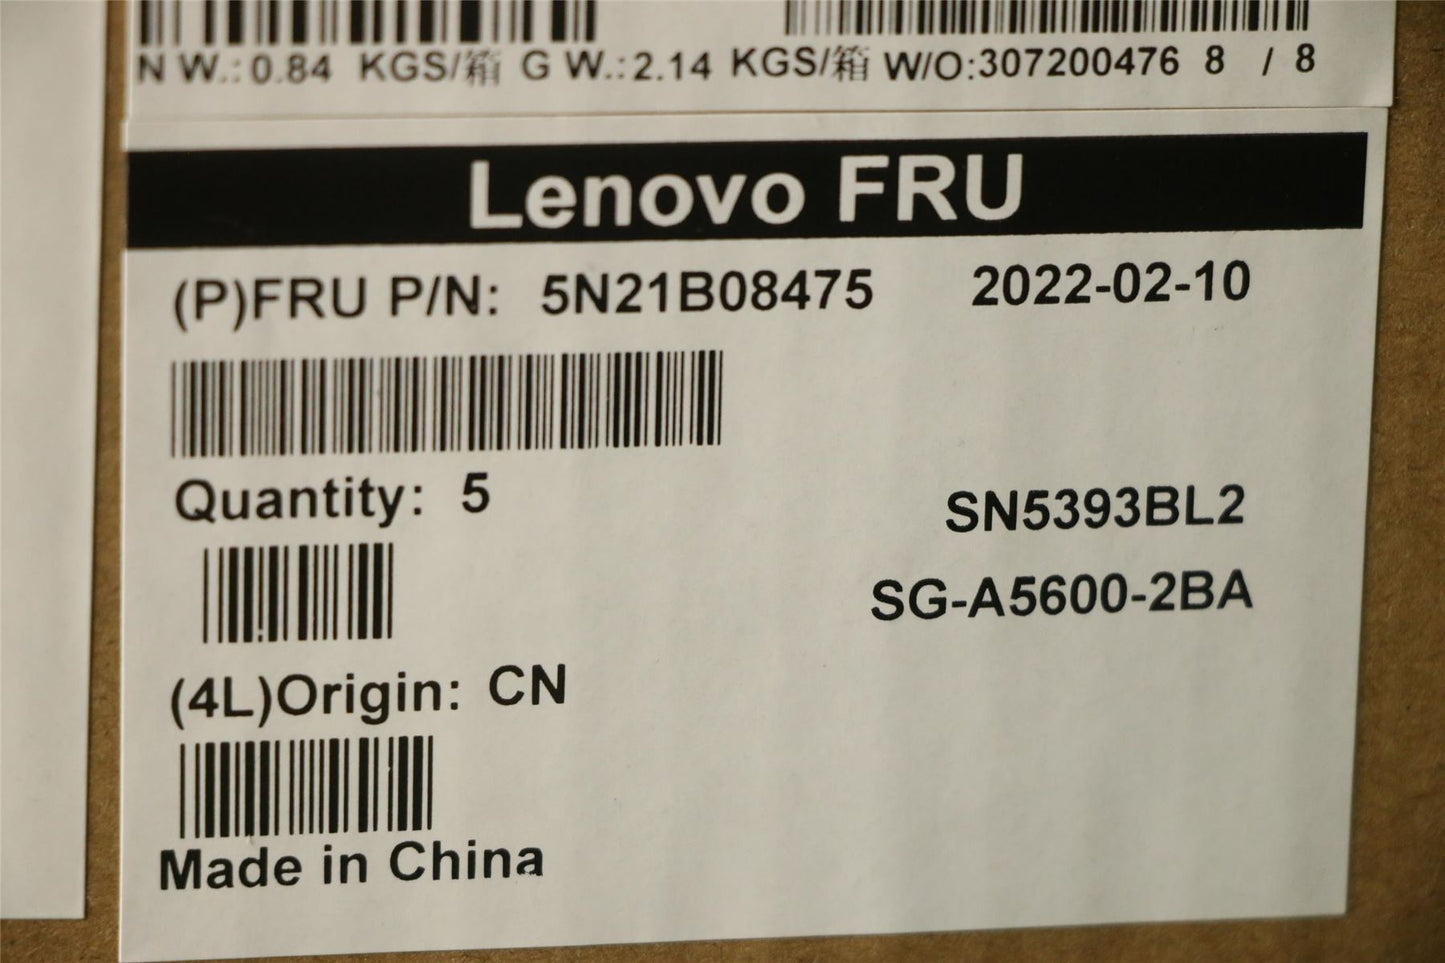 N W.:0.84 KGS/箱 G W.:2.14 KGS/箱 W/O:307200476 8 / 8
Lenovo FRU
(P)FRU P/N: 5N21B08475 2022-02-10
Quantity: 5
SN5393BL2
SG-A5600-2BA
(4L)Origin: CN
Made in China